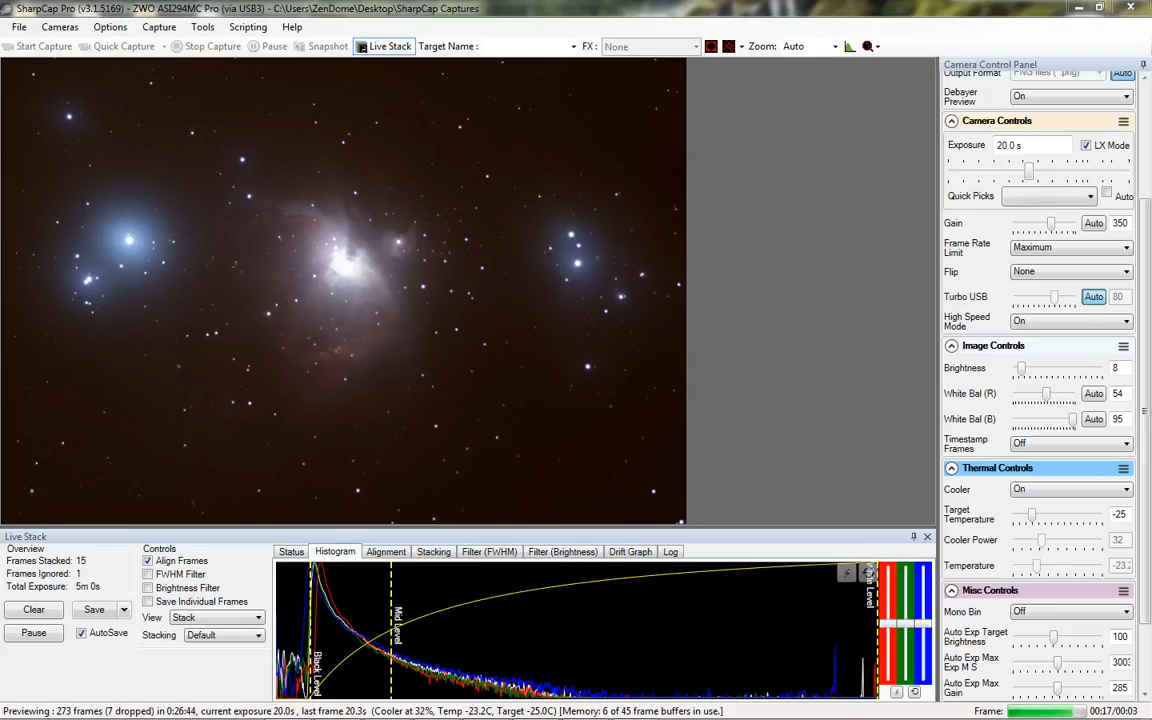 SharpCap Pro (v3.1.5169) - ZWO ASI294MC Pro (via USB3) - C:\Users\ZenDome\Desktop\SharpCap Captures
File Cameras Options Capture Tools Scripting Help
Start Capture Quick Capture Stop Capture Pause Snapshot Live Stack Target Name : FX : None Zoom: Auto
Camera Control Panel
Output Format PNG files (*.png) Auto
Debayer
Preview On
Camera Controls
Exposure 20.0 s LX Mode
Quick Picks Auto
Gain Auto 350
Frame Rate
Limit Maximum
Flip None
Turbo USB Auto 80
High Speed
Mode On
Image Controls
Brightness 8
White Bal (R) Auto 54
White Bal (B) Auto 95
Timestamp
Frames Off
Thermal Controls
Cooler On
Target
Temperature -25
Cooler Power 32
Temperature -23.
Misc Controls
Mono Bin Off
Auto Exp Target
Brightness 100
Auto Exp Max
Exp M S 3003
Auto Exp Max
Gain 285
Live Stack
Overview
Frames Stacked: 15
Frames Ignored: 1
Total Exposure: 5m 0s
Clear Save
Pause AutoSave
Controls
Align Frames
FWHM Filter
Brightness Filter
Save Individual Frames
View Stack
Stacking Default
Status Histogram Alignment Stacking Filter (FWHM) Filter (Brightness) Drift Graph Log
Black Level
Mid Level
Level
Previewing : 273 frames (7 dropped) in 0:26:44, current exposure 20.0s, last frame 20.3s (Cooler at 32%, Temp -23.2C, Target -25.0C) [Memory: 6 of 45 frame buffers in use.] Frame: 00:17/00:03